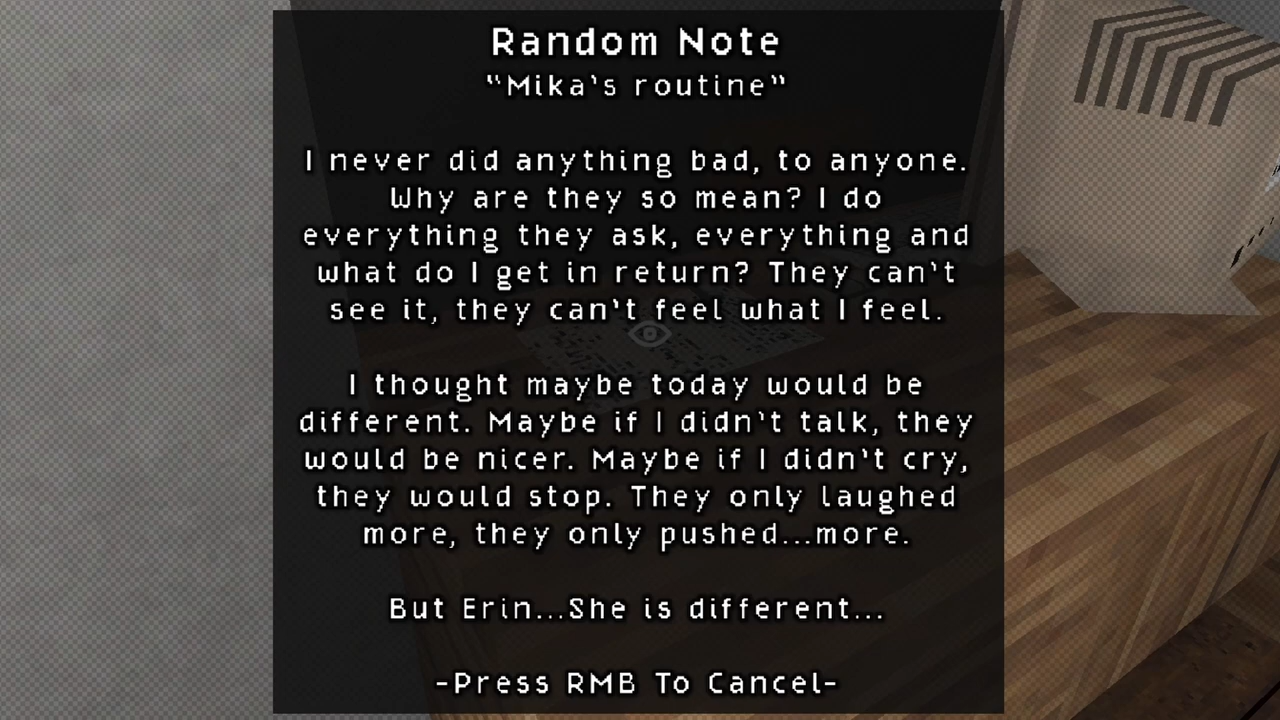 Random Note
"Mika's routine"
I never did anything bad, to anyone.
Why are they so mean? I do
everything they ask, everything and
what do I get in return? They can't
see it, they can't feel what I feel.
I thought maybe today would be
different. Maybe if I didn't talk, they
would be nicer. Maybe if I didn't cry,
they would stop. They only laughed
more, they only pushed...more.
But Erin...She is different...
-Press RMB To Cancel-